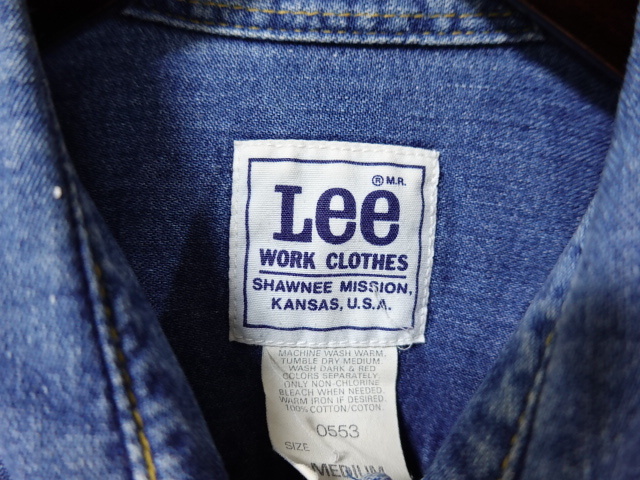 ® M.R.
Lee
WORK CLOTHES
SHAWNEE MISSION,
KANSAS, U.S.A.
MACHINE WASH WARM,
TUMBLE DRY MEDIUM
WASH DARK & RED
COLORS SEPARATELY
ONLY NON-CHLORINE
BLEACH WHEN NEEDED.
WARM IRON IF DESIRED.
100% COTTON/COTON.
0553
SIZE
MEDIUM